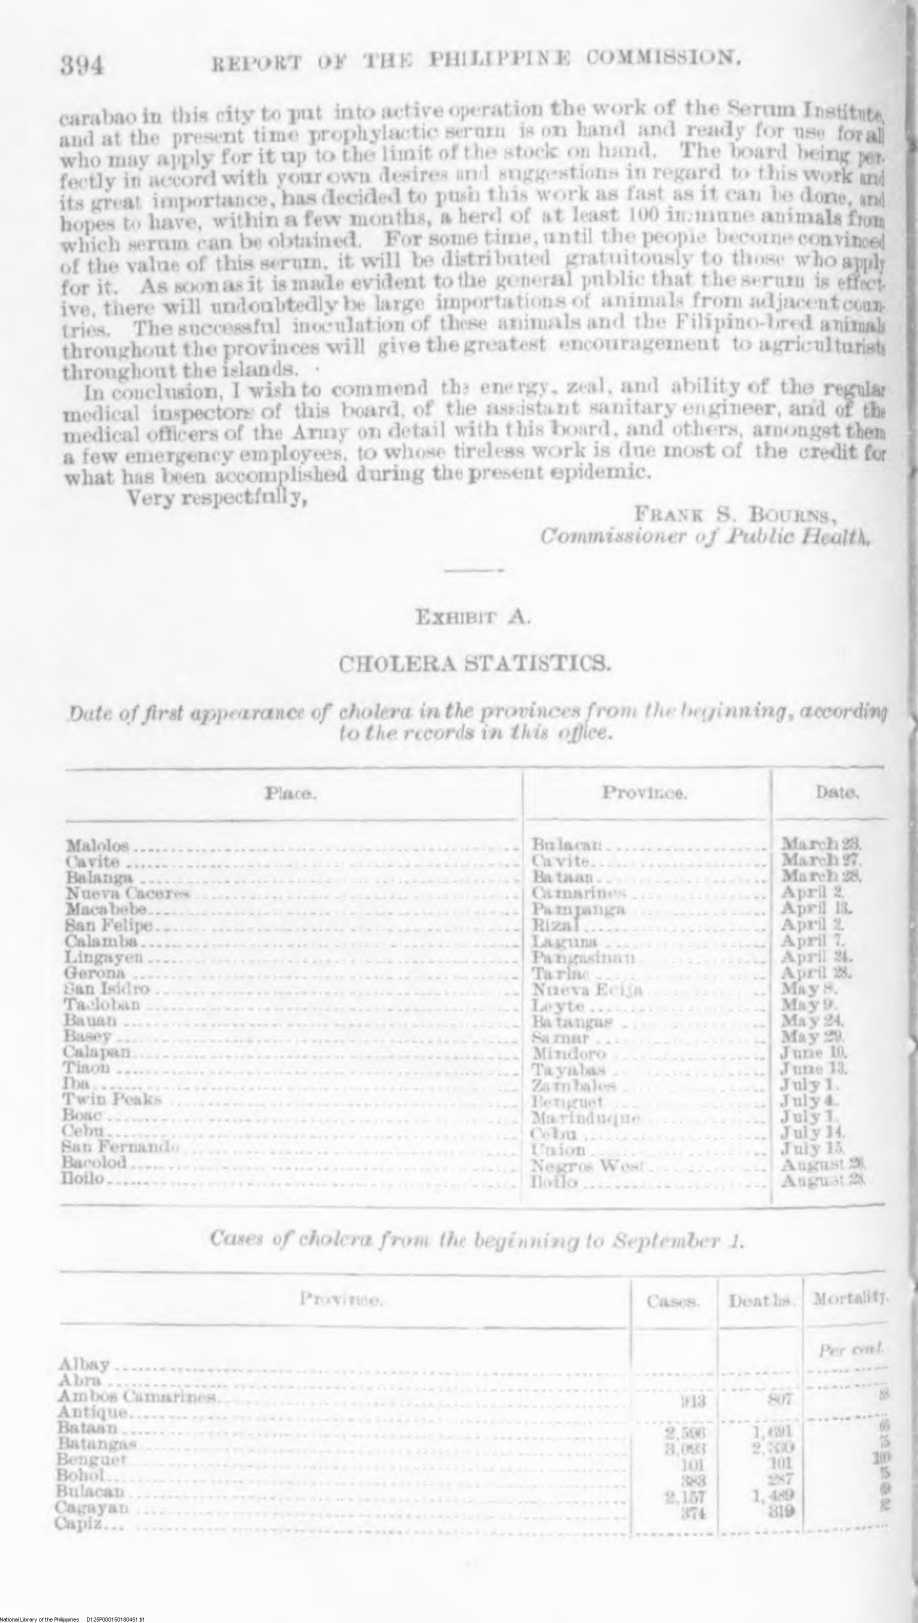 394 REPORT OF THE PHILIPPINE COMMISSION.
carabao in this city to put into active operation the work of the Serum Institute,
and at the present time prophylactic serum is on hand and ready for use for all
who may apply for it up to the limit of the stock on hand. The board being per-
fectly in accord with your own desires and suggestions in regard to this work and
its great importance, has decided to push this work as fast as it can be done, and
hopes to have, within a few months, a herd of at least 100 immune animals from
which serum can be obtained. For some time, until the people become convinced
of the value of this serum, it will be distributed gratuitously to those who apply
for it. As soon as it is made evident to the general public that the serum is effect-
ive, there will undoubtedly be large importations of animals from adjacent coun-
tries. The successful inoculation of these animals and the Filipino-bred animals
throughout the provinces will give the greatest encouragement to agriculturists
throughout the islands.
In conclusion, I wish to commend the energy, zeal, and ability of the regular
medical inspectors of this board, of the assistant sanitary engineer, and of the
medical officers of the Army on detail with this board, and others, amongst them
a few emergency employees, to whose tireless work is due most of the credit for
what has been accomplished during the present epidemic.
Very respectfully,
FRANK S. BOURNS,
Commissioner of Public Health.
EXHIBIT A.
CHOLERA STATISTICS.
Date of first appearance of cholera in the provinces from the beginning, according
to the records in this office.
Place. Province. Date.
Malolos Bulacan March 23.
Cavite Cavite March 27.
Balanga Bataan March 28.
Nueva Caceres Camarines April 2.
Macabebe Pampanga April 13.
San Felipe Rizal April 2.
Calamba Laguna April 7.
Lingayen Pangasinan April 24.
Gerona Tarlac April 28.
San Isidro Nueva Ecija May 8.
Tacloban Leyte May 9.
Bauan Batangas May 24.
Basey Samar May 29.
Calapan Mindoro June 10.
Tiaon Tayabas June 13.
Iba Zambales July 1.
Twin Peaks Benguet July 4.
Boac Marinduque July 1.
Cebu Cebu July 14.
San Fernando Union July 15.
Bacolod Negros West August 26.
Iloilo Iloilo August 28.
Cases of cholera from the beginning to September 1.
Province. Cases. Deaths. Mortality.
Per cent.
Albay
Abra
Ambos Camarines 913 807 88
Antique
Bataan 1,691
Batangas 75
Benguet 101 101 100
Bohol 383 287 75
Bulacan 2,157 1,489 69
Cagayan 374 319
Capiz
National Library of the Philippines